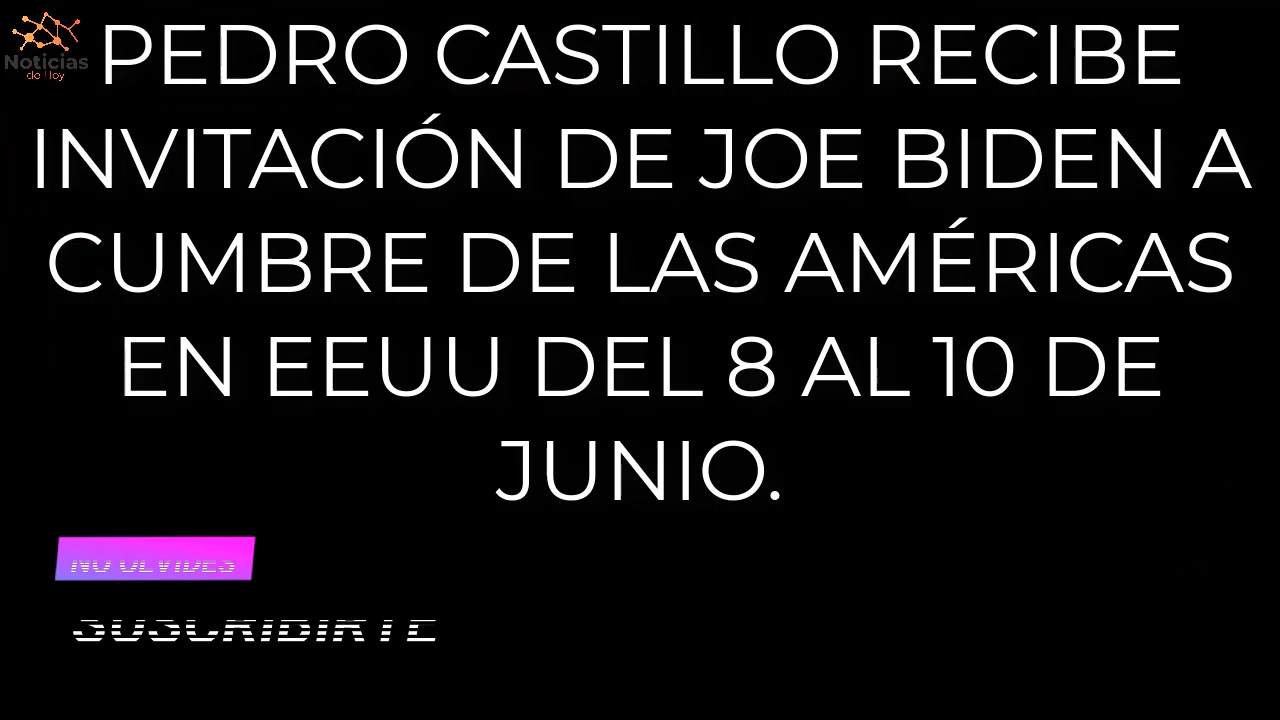 Noticias
de Hoy
PEDRO CASTILLO RECIBE
INVITACIÓN DE JOE BIDEN A
CUMBRE DE LAS AMÉRICAS
EN EEUU DEL 8 AL 10 DE
JUNIO.
NO OLVIDES
SUSCRIBIRTE